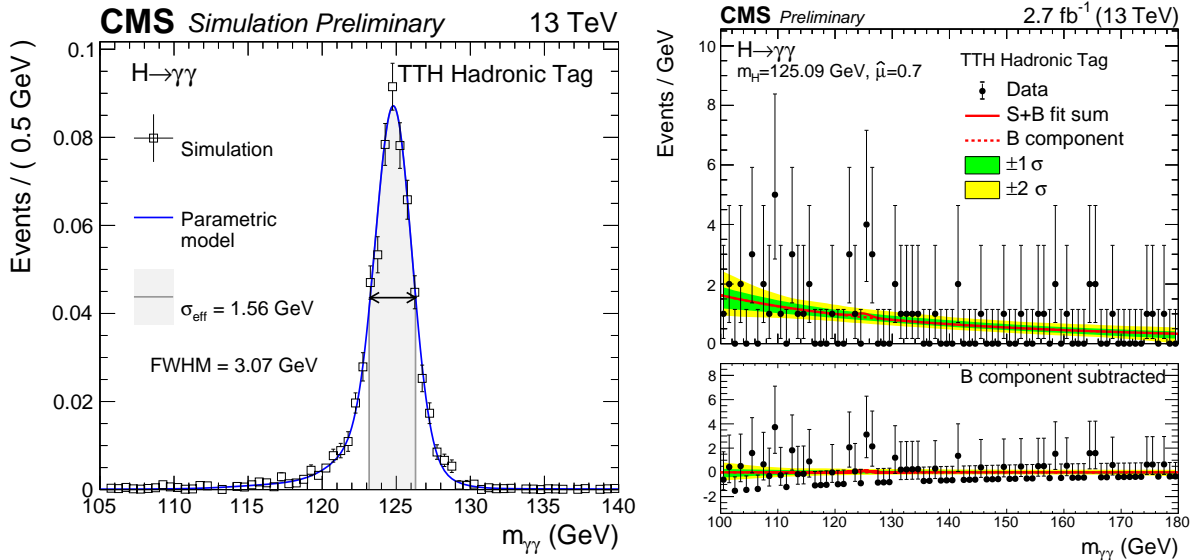 CMS Simulation Preliminary 13 TeV
Events / ( 0.5 GeV )
0.1
0.08
0.06
0.04
0.02
0
H→γγ
TTH Hadronic Tag
Simulation
Parametric
model
σeff = 1.56 GeV
FWHM = 3.07 GeV
105 110 115 120 125 130 135 140
mγγ (GeV)
CMS Preliminary 2.7 fb⁻¹ (13 TeV)
Events / GeV
10
8
6
4
2
0
H→γγ
mH=125.09 GeV, μ̂=0.7
TTH Hadronic Tag
Data
S+B fit sum
B component
±1 σ
±2 σ
B component subtracted
8
6
4
2
0
-2
100 110 120 130 140 150 160 170 180
mγγ (GeV)